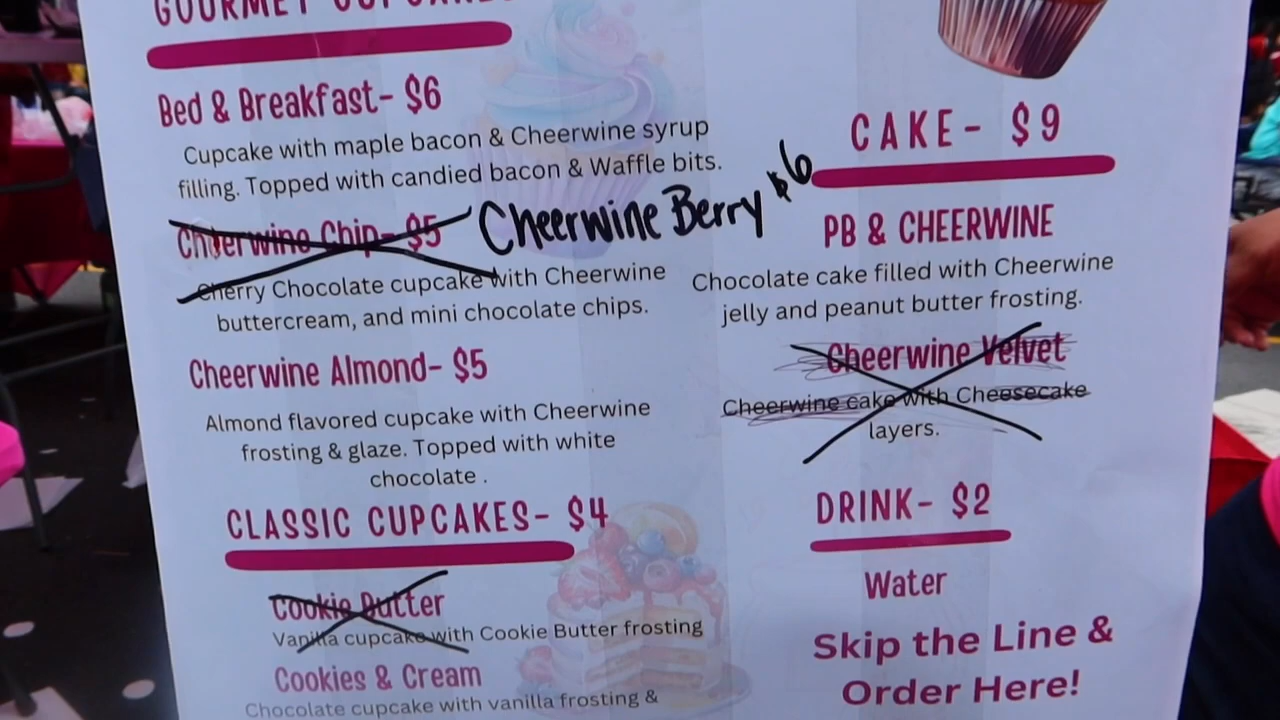 GOURMET CUPCAKES
Bed & Breakfast- $6
Cupcake with maple bacon & Cheerwine syrup
filling. Topped with candied bacon & Waffle bits.
Cheerwine Chip- $5
Cheerwine Berry $6
Cherry Chocolate cupcake with Cheerwine
buttercream, and mini chocolate chips.
Cheerwine Almond- $5
Almond flavored cupcake with Cheerwine
frosting & glaze. Topped with white
chocolate .
CLASSIC CUPCAKES- $4
Cookie Butter
Vanilla cupcake with Cookie Butter frosting
Cookies & Cream
Chocolate cupcake with vanilla frosting &
CAKE- $9
PB & CHEERWINE
Chocolate cake filled with Cheerwine
jelly and peanut butter frosting.
Cheerwine Velvet
Cheerwine cake with Cheesecake
layers.
DRINK- $2
Water
Skip the Line &
Order Here!